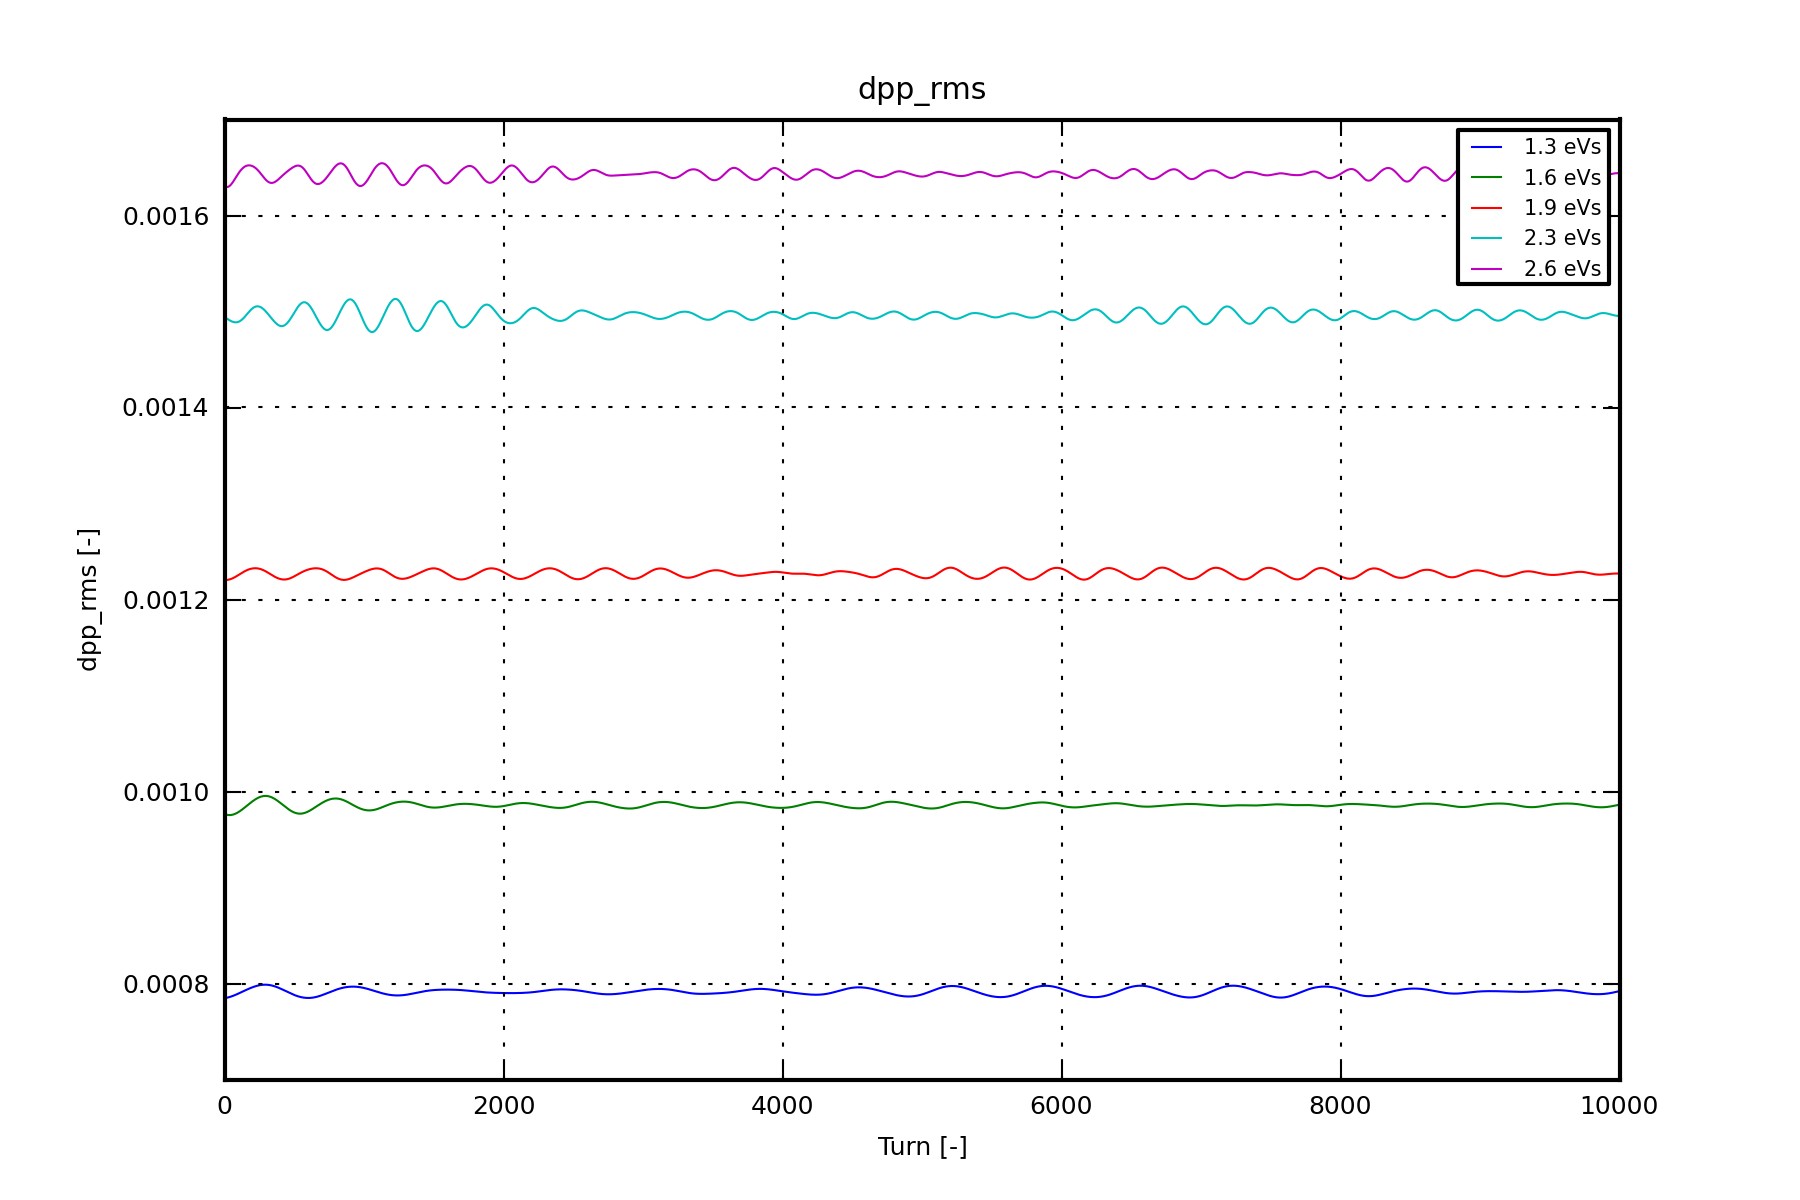 dpp_rms
1.3 eVs
1.6 eVs
1.9 eVs
2.3 eVs
2.6 eVs
0.0016
0.0014
0.0012
0.0010
0.0008
dpp_rms [-]
0 2000 4000 6000 8000 10000
Turn [-]